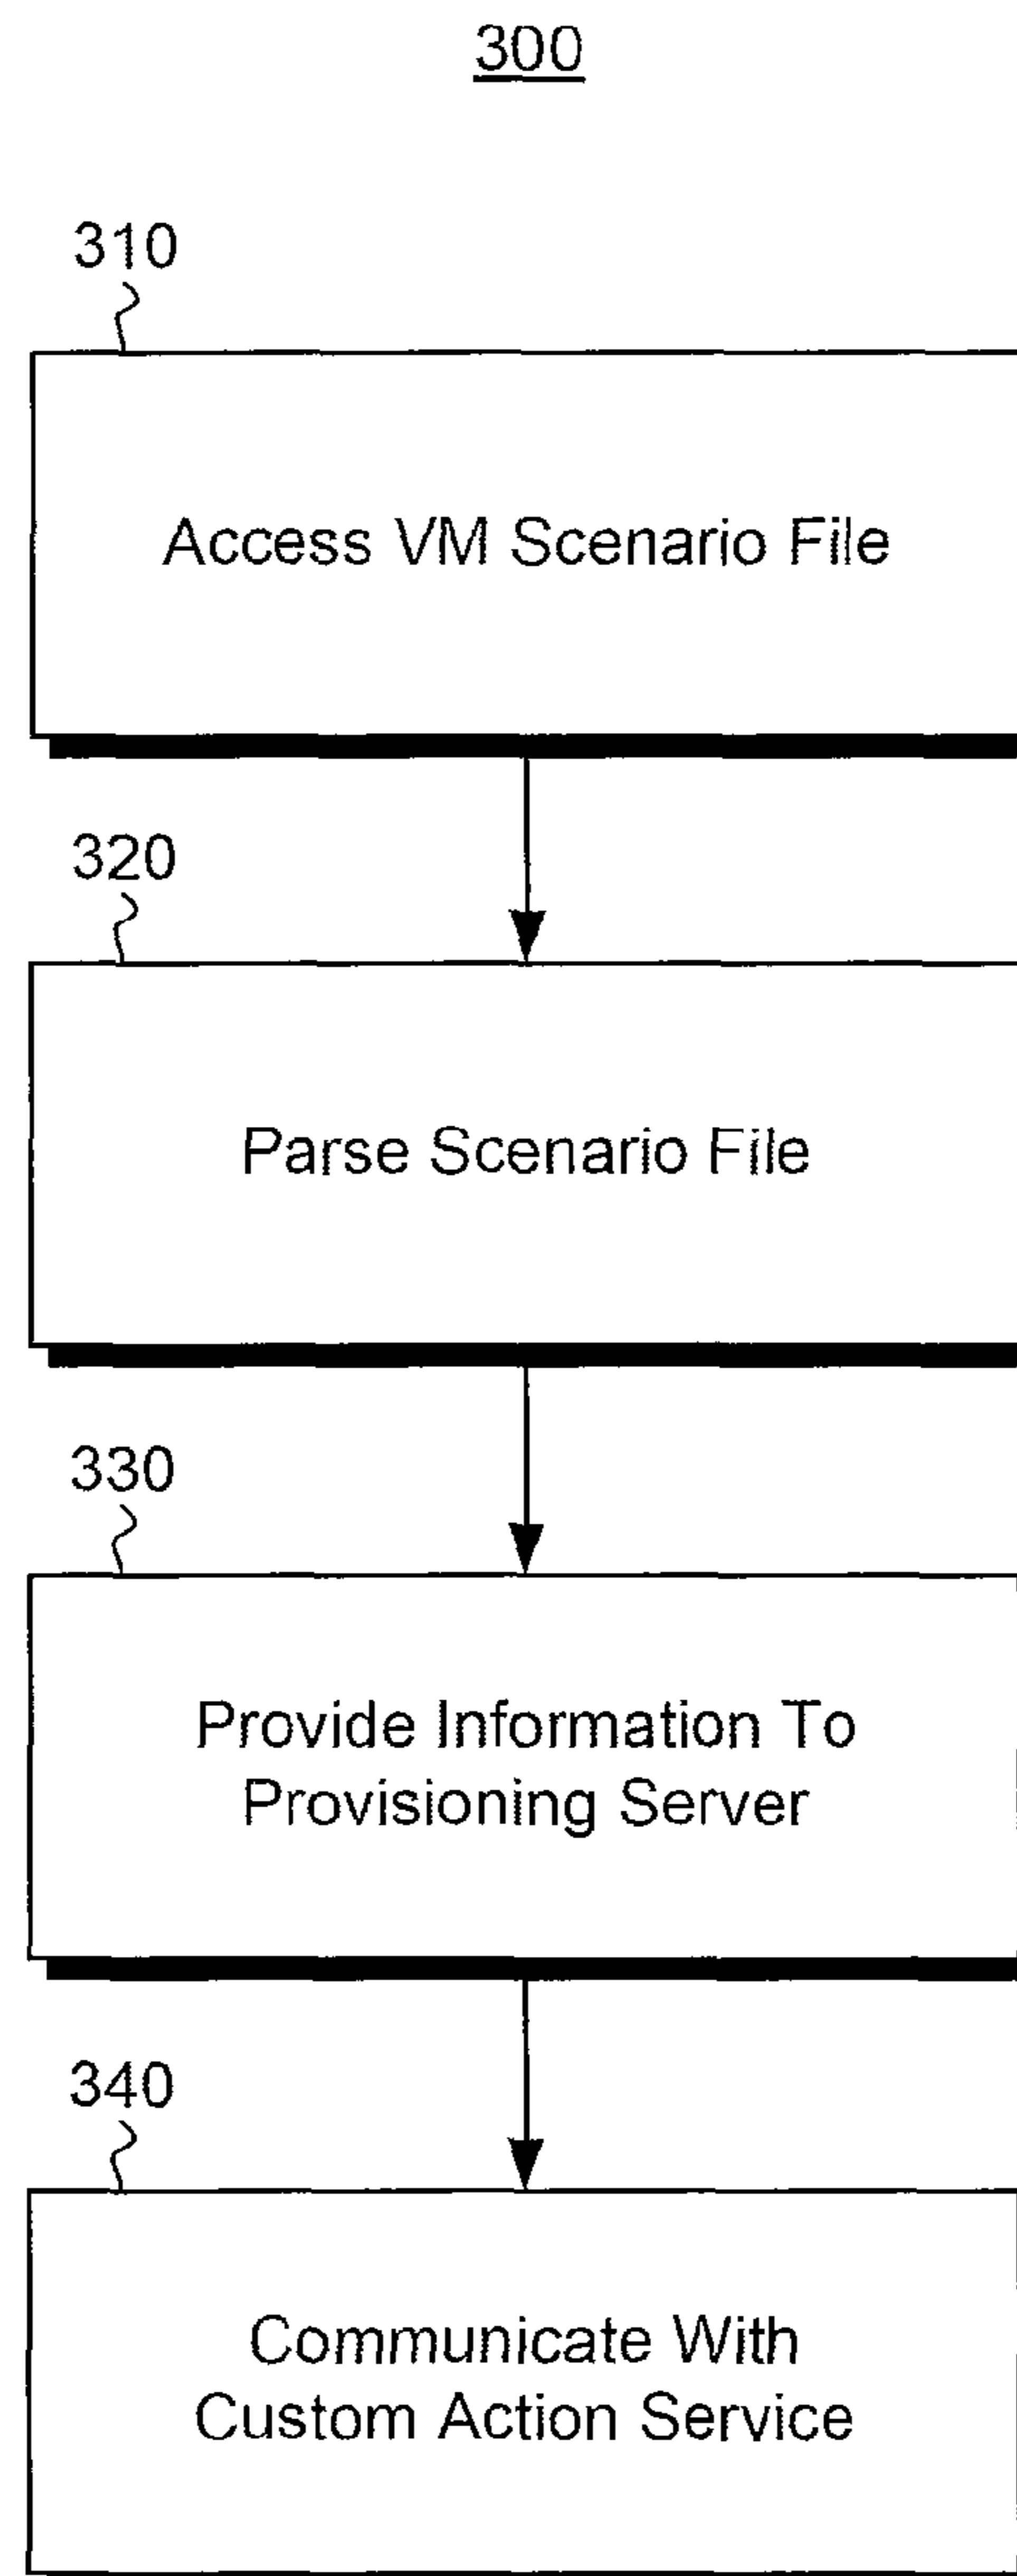 300
310
Access VM Scenario File
320
Parse Scenario File
330
Provide Information To
Provisioning Server
340
Communicate With
Custom Action Service